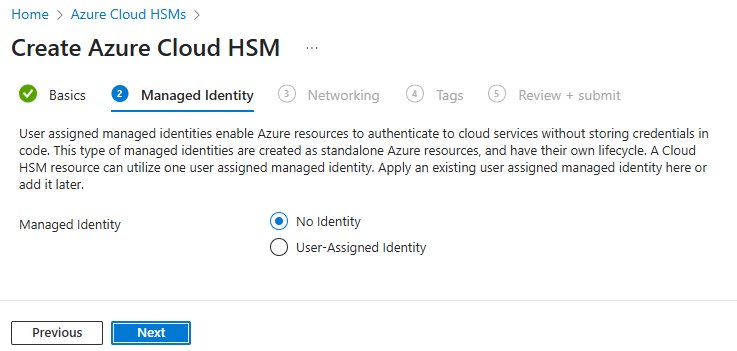 Home > Azure Cloud HSMs >
Create Azure Cloud HSM ...
Basics 2 Managed Identity 3 Networking 4 Tags 5 Review + submit
User assigned managed identities enable Azure resources to authenticate to cloud services without storing credentials in
code. This type of managed identities are created as standalone Azure resources, and have their own lifecycle. A Cloud
HSM resource can utilize one user assigned managed identity. Apply an existing user assigned managed identity here or
add it later.
Managed Identity No Identity
User-Assigned Identity
Previous Next